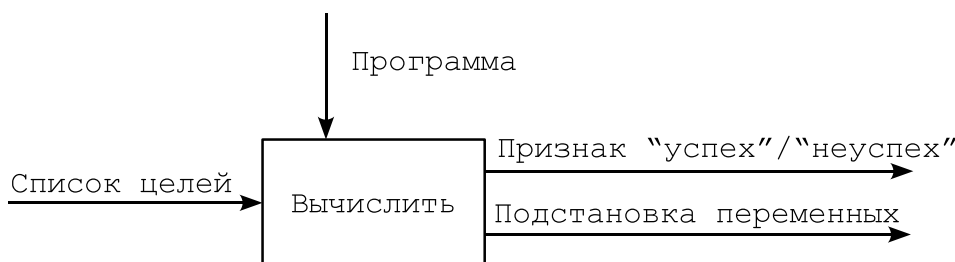 Программа
Признак “успех”/“неуспех”
Список целей
Вычислить
Подстановка переменных